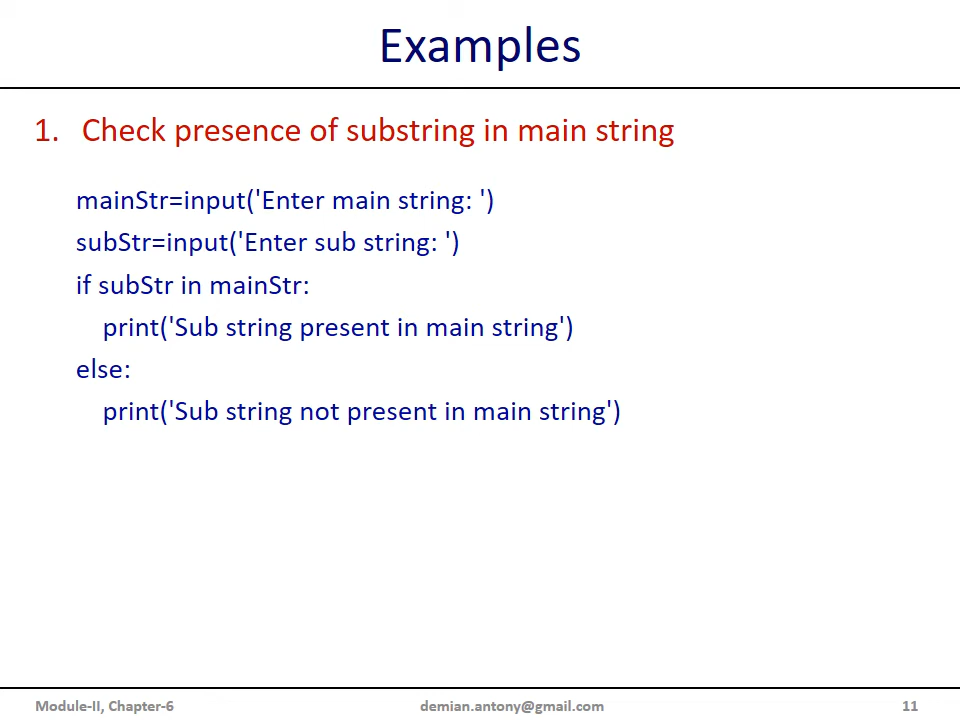 Examples
1. Check presence of substring in main string
mainStr=input('Enter main string: ')
subStr=input('Enter sub string: ')
if subStr in mainStr:
print('Sub string present in main string')
else:
print('Sub string not present in main string')
Module-II, Chapter-6 demian.antony@gmail.com 11